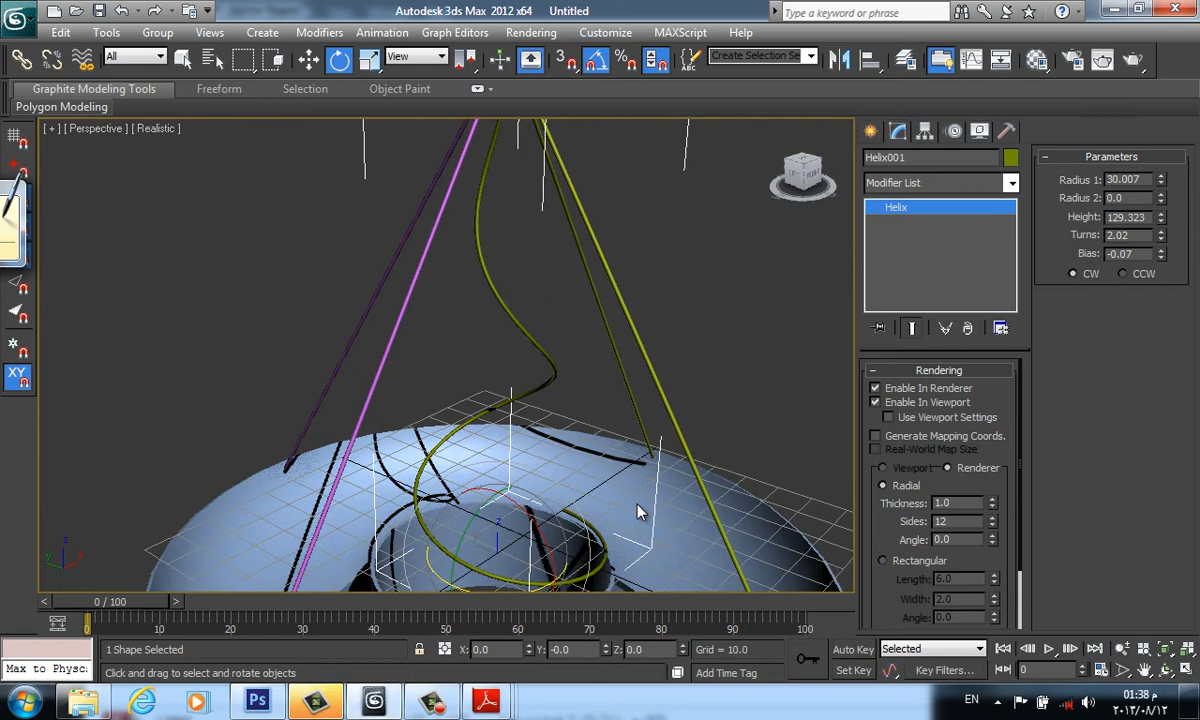 Autodesk 3ds Max 2012 x64 Untitled
Type a keyword or phrase
Edit Tools Group Views Create Modifiers Animation Graph Editors Rendering Customize MAXScript Help
All View 3 Create Selection Se
Graphite Modeling Tools Freeform Selection Object Paint
Polygon Modeling
[ + ] [ Perspective ] [ Realistic ]
Helix001
Modifier List
Helix
Parameters
Radius 1: 30.007
Radius 2: 0.0
Height: 129.323
Turns: 2.02
Bias: -0.07
CW CCW
XY
Rendering
Enable In Renderer
Enable In Viewport
Use Viewport Settings
Generate Mapping Coords.
Real-World Map Size
Viewport Renderer
Radial
Thickness: 1.0
Sides: 12
Angle: 0.0
Rectangular
Length: 6.0
Width: 2.0
Angle: 0.0
z
y
x
z
< 0 / 100 >
0 10 20 30 40 50 60 70 80 90 100
1 Shape Selected X: 0.0 Y: -0.0 Z: 0.0 Grid = 10.0 Auto Key Selected
Max to Physc Click and drag to select and rotate objects Add Time Tag Set Key Key Filters... 0
Ps
EN
01:38 م
٢٠١٣/٠٨/١٢